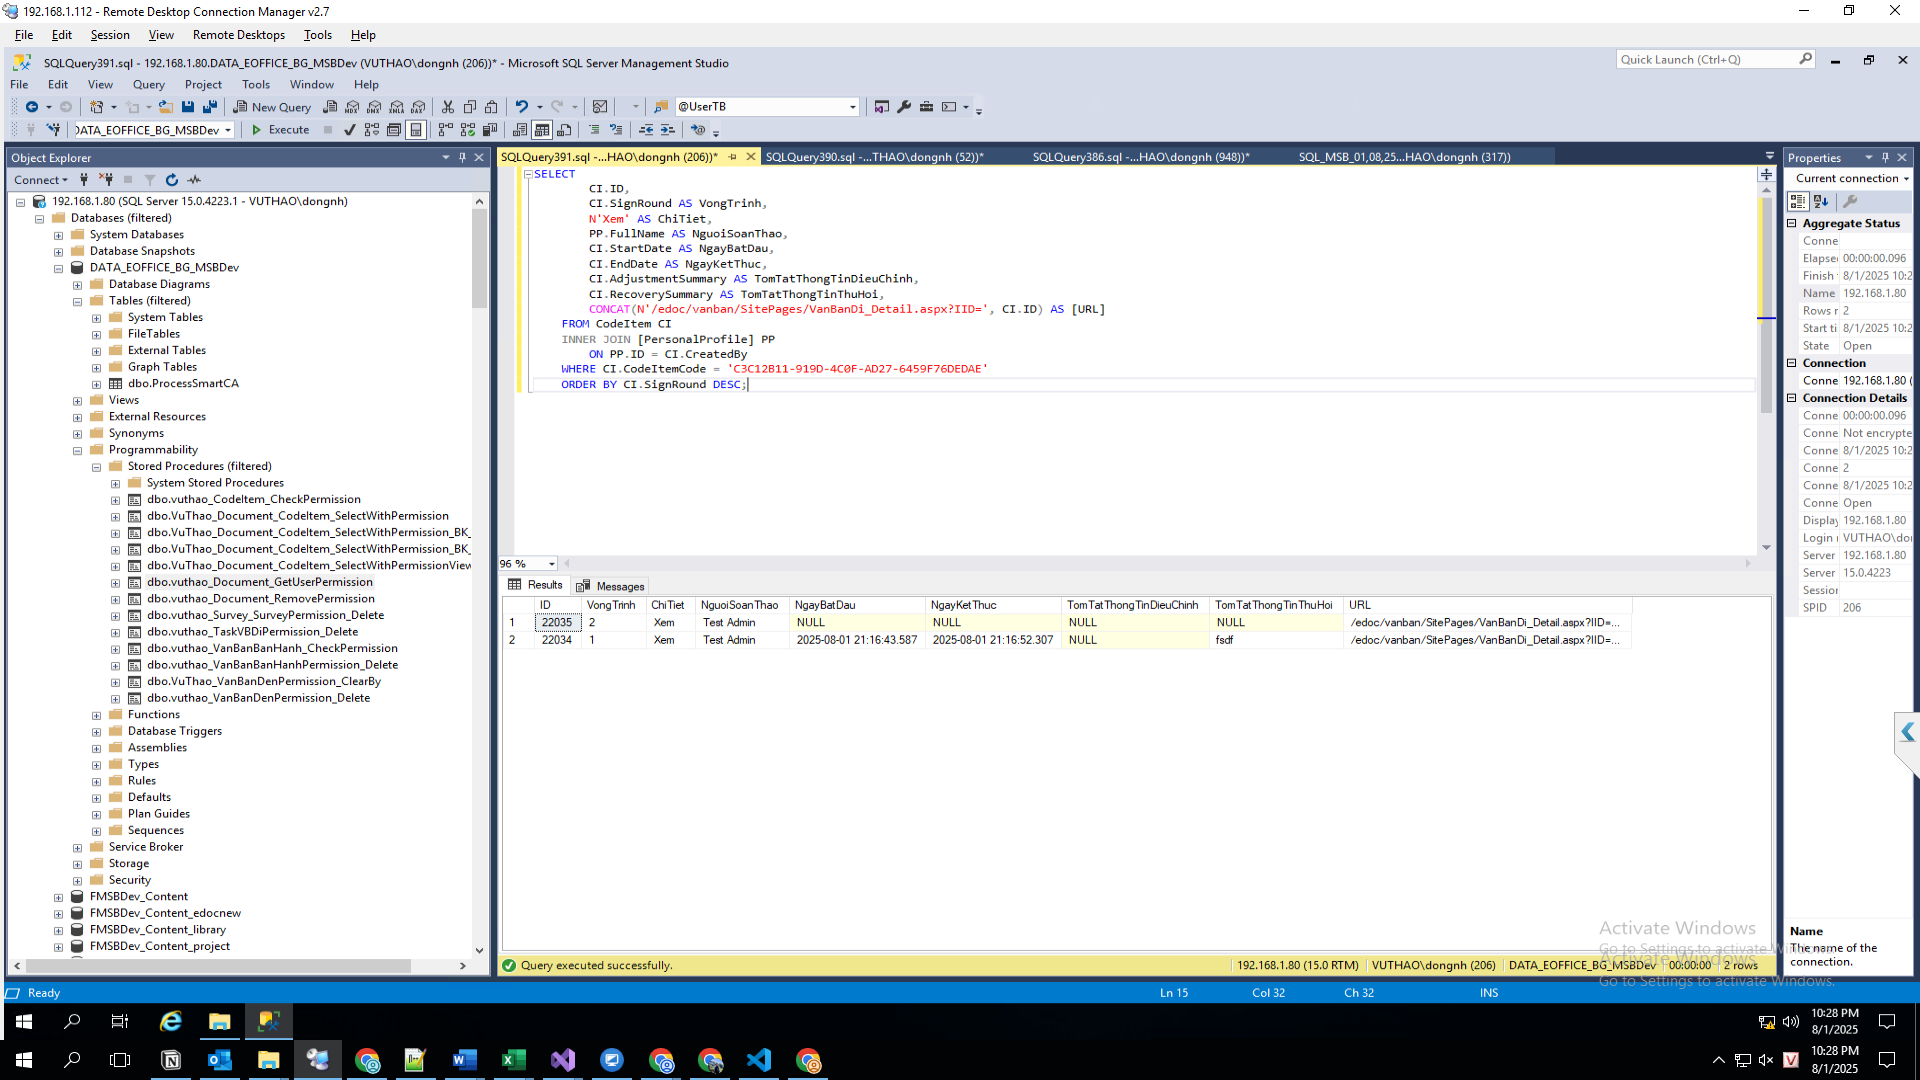 192.168.1.112 - Remote Desktop Connection Manager v2.7
File Edit Session View Remote Desktops Tools Help
SQLQuery391.sql - 192.168.1.80.DATA_EOFFICE_BG_MSBDev (VUTHAO\dongnh (206))* - Microsoft SQL Server Management Studio
Quick Launch (Ctrl+Q)
File Edit View Query Project Tools Window Help
New Query @UserTB
DATA_EOFFICE_BG_MSBDev Execute
Object Explorer
Connect
192.168.1.80 (SQL Server 15.0.4223.1 - VUTHAO\dongnh)
Databases (filtered)
System Databases
Database Snapshots
DATA_EOFFICE_BG_MSBDev
Database Diagrams
Tables (filtered)
System Tables
FileTables
External Tables
Graph Tables
dbo.ProcessSmartCA
Views
External Resources
Synonyms
Programmability
Stored Procedures (filtered)
System Stored Procedures
dbo.vuthao_CodeItem_CheckPermission
dbo.VuThao_Document_CodeItem_SelectWithPermission
dbo.VuThao_Document_CodeItem_SelectWithPermission_BK_
dbo.VuThao_Document_CodeItem_SelectWithPermission_BK_
dbo.VuThao_Document_CodeItem_SelectWithPermissionView
dbo.vuthao_Document_GetUserPermission
dbo.vuthao_Document_RemovePermission
dbo.vuthao_Survey_SurveyPermission_Delete
dbo.vuthao_TaskVBDiPermission_Delete
dbo.vuthao_VanBanBanHanh_CheckPermission
dbo.vuthao_VanBanBanHanhPermission_Delete
dbo.VuThao_VanBanDenPermission_ClearBy
dbo.vuthao_VanBanDenPermission_Delete
Functions
Database Triggers
Assemblies
Types
Rules
Defaults
Plan Guides
Sequences
Service Broker
Storage
Security
FMSBDev_Content
FMSBDev_Content_edocnew
FMSBDev_Content_library
FMSBDev_Content_project
SQLQuery391.sql -...HAO\dongnh (206))* SQLQuery390.sql -...THAO\dongnh (52))* SQLQuery386.sql -...HAO\dongnh (948))* SQL_MSB_01,08,25...HAO\dongnh (317))
SELECT
CI.ID,
CI.SignRound AS VongTrinh,
N'Xem' AS ChiTiet,
PP.FullName AS NguoiSoanThao,
CI.StartDate AS NgayBatDau,
CI.EndDate AS NgayKetThuc,
CI.AdjustmentSummary AS TomTatThongTinDieuChinh,
CI.RecoverySummary AS TomTatThongTinThuHoi,
CONCAT(N'/edoc/vanban/SitePages/VanBanDi_Detail.aspx?IID=', CI.ID) AS [URL]
FROM CodeItem CI
INNER JOIN [PersonalProfile] PP
ON PP.ID = CI.CreatedBy
WHERE CI.CodeItemCode = 'C3C12B11-919D-4C0F-AD27-6459F76DEDAE'
ORDER BY CI.SignRound DESC;
96 %
Results Messages
ID VongTrinh ChiTiet NguoiSoanThao NgayBatDau NgayKetThuc TomTatThongTinDieuChinh TomTatThongTinThuHoi URL
1 22035 2 Xem Test Admin NULL NULL NULL NULL /edoc/vanban/SitePages/VanBanDi_Detail.aspx?IID=...
2 22034 1 Xem Test Admin 2025-08-01 21:16:43.587 2025-08-01 21:16:52.307 NULL fsdf /edoc/vanban/SitePages/VanBanDi_Detail.aspx?IID=...
Query executed successfully. 192.168.1.80 (15.0 RTM) VUTHAO\dongnh (206) DATA_EOFFICE_BG_MSBDev 00:00:00 2 rows
Properties
Current connection
Aggregate Status
Conne
Elapse 00:00:00.096
Finish 8/1/2025 10:2
Name 192.168.1.80
Rows r 2
Start ti 8/1/2025 10:2
State Open
Connection
Conne 192.168.1.80 (
Connection Details
Conne 00:00:00.096
Conne Not encrypte
Conne 8/1/2025 10:2
Conne 2
Conne 8/1/2025 10:2
Conne Open
Display 192.168.1.80
Login VUTHAO\doi
Server 192.168.1.80
Server 15.0.4223
Session
SPID 206
Name
The name of the connection.
Activate Windows
Go to Settings to activate Windows.
Activate Windows
Go to Settings to activate Windows.
Ready Ln 15 Col 32 Ch 32 INS
10:28 PM
8/1/2025
10:28 PM
8/1/2025